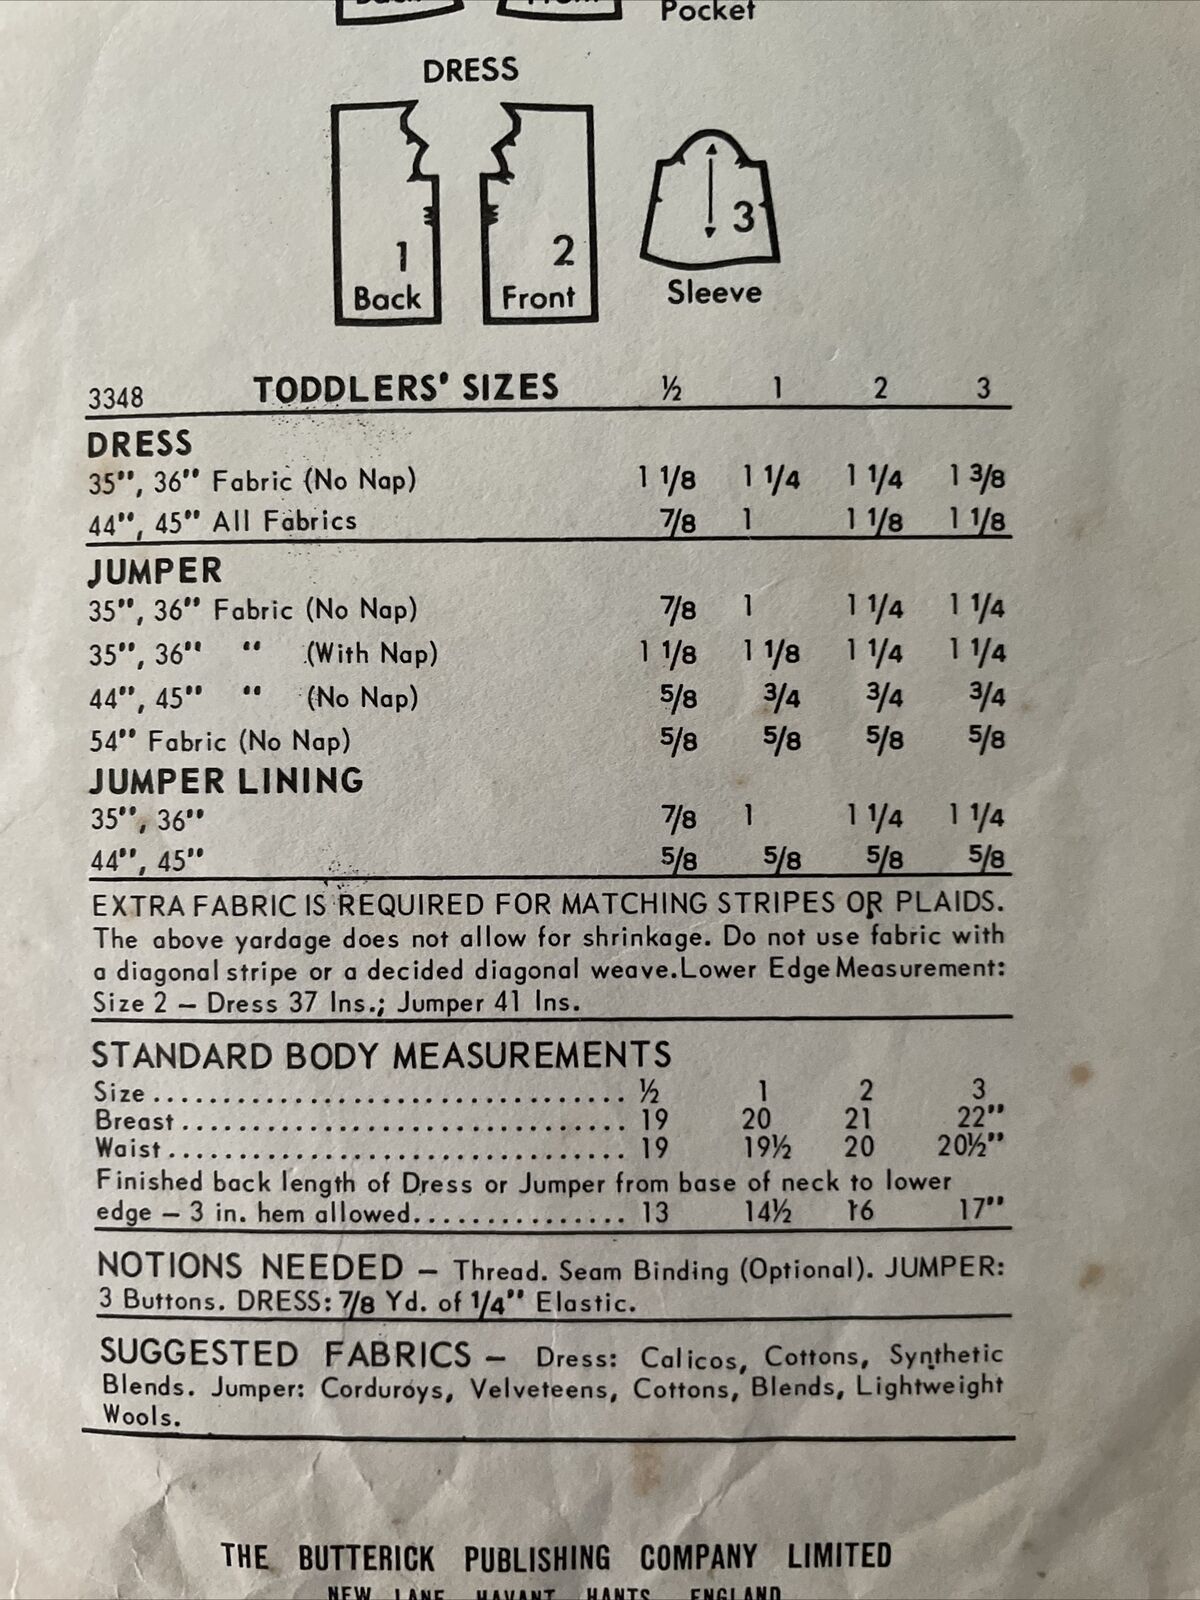 Pocket
DRESS
1
Back
2
Front
3
Sleeve
3348 TODDLERS' SIZES ½ 1 2 3
DRESS
35", 36" Fabric (No Nap) 1 1/8 1 1/4 1 1/4 1 3/8
44", 45" All Fabrics 7/8 1 1 1/8 1 1/8
JUMPER
35", 36" Fabric (No Nap) 7/8 1 1 1/4 1 1/4
35", 36" " (With Nap) 1 1/8 1 1/8 1 1/4 1 1/4
44", 45" " (No Nap) 5/8 3/4 3/4 3/4
54" Fabric (No Nap) 5/8 5/8 5/8 5/8
JUMPER LINING
35", 36" 7/8 1 1 1/4 1 1/4
44", 45" 5/8 5/8 5/8 5/8
EXTRA FABRIC IS REQUIRED FOR MATCHING STRIPES OR PLAIDS.
The above yardage does not allow for shrinkage. Do not use fabric with
a diagonal stripe or a decided diagonal weave. Lower Edge Measurement:
Size 2 – Dress 37 Ins.; Jumper 41 Ins.
STANDARD BODY MEASUREMENTS
Size.................................. ½ 1 2 3
Breast................................ 19 20 21 22"
Waist................................. 19 19½ 20 20½"
Finished back length of Dress or Jumper from base of neck to lower
edge – 3 in. hem allowed............... 13 14½ 16 17"
NOTIONS NEEDED – Thread. Seam Binding (Optional). JUMPER:
3 Buttons. DRESS: 7/8 Yd. of 1/4" Elastic.
SUGGESTED FABRICS – Dress: Calicos, Cottons, Synthetic
Blends. Jumper: Corduroys, Velveteens, Cottons, Blends, Lightweight
Wools.
THE BUTTERICK PUBLISHING COMPANY LIMITED
NEW LANE HAVANT HANTS ENGLAND